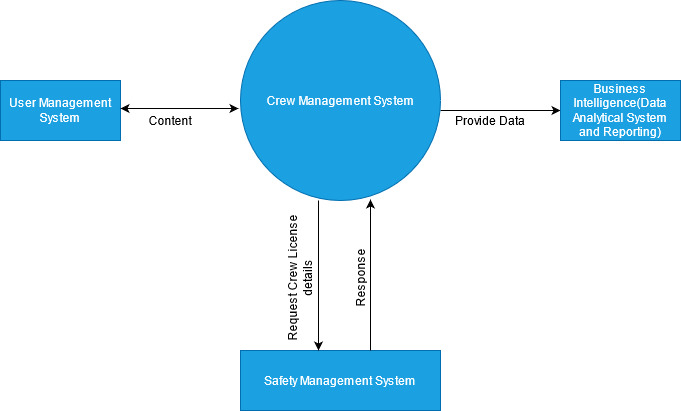 User Management
System
Content
Crew Management System
Provide Data
Business
Intelligence(Data
Analytical System
and Reporting)
Request Crew License
details
Response
Safety Management System